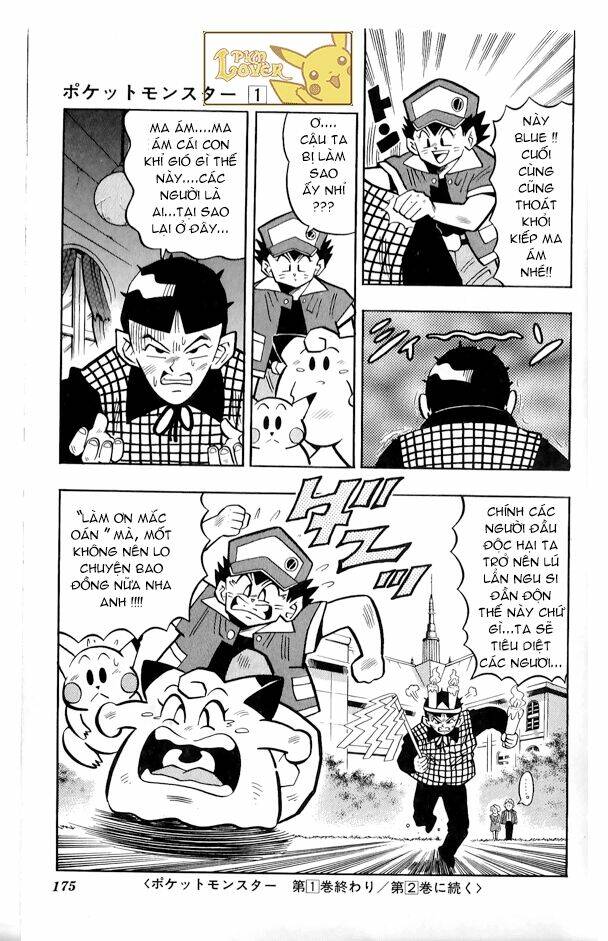 PKM
LOVER
ポケットモンスター 1
NÀY
BLUE !!
CUỐI
CÙNG
CŨNG
THOÁT
KHỎI
KIẾP MA
ÁM
NHÉ!!
Ơ....
CẬU TA
BỊ LÀM
SAO
ẤY NHỈ
???
MA ÁM....MA
ÁM CÁI CON
KHỈ GIÓ GÌ THẾ
NÀY....CÁC
NGƯỜI LÀ
AI...TẠI SAO
LẠI Ở ĐÂY...
CHÍNH CÁC
NGƯỜI ĐẦU
ĐỘC HẠI TA
TRỞ NÊN LÚ
LẪN NGU SI
ĐẦN ĐỘN
THẾ NÀY CHỨ
GÌ...TA SẼ
TIÊU DIỆT
CÁC NGƯƠI...
"LÀM ƠN MẮC
OÁN " MÀ, MỐT
KHÔNG NÊN LO
CHUYỆN BAO
ĐỒNG NỮA NHA
ANH !!!!
175
<ポケットモンスター 第1巻終わり／第2巻に続く>